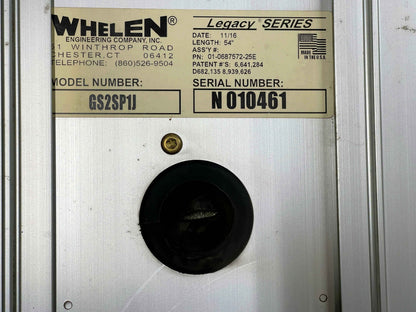 WHELEN®
ENGINEERING COMPANY, INC.
51 WINTHROP ROAD
CHESTER, CT 06412
TELEPHONE: (860)526-9504
MODEL NUMBER:
GS2SP1J
Legacy® SERIES
DATE: 11/16
LENGTH: 54"
ASS'Y #:
PN: 01-0687572-25E
PATENT #'S: 6,641,284
D682,135 8,939,626
MADE
IN THE U.S.A.
SERIAL NUMBER:
N 010461